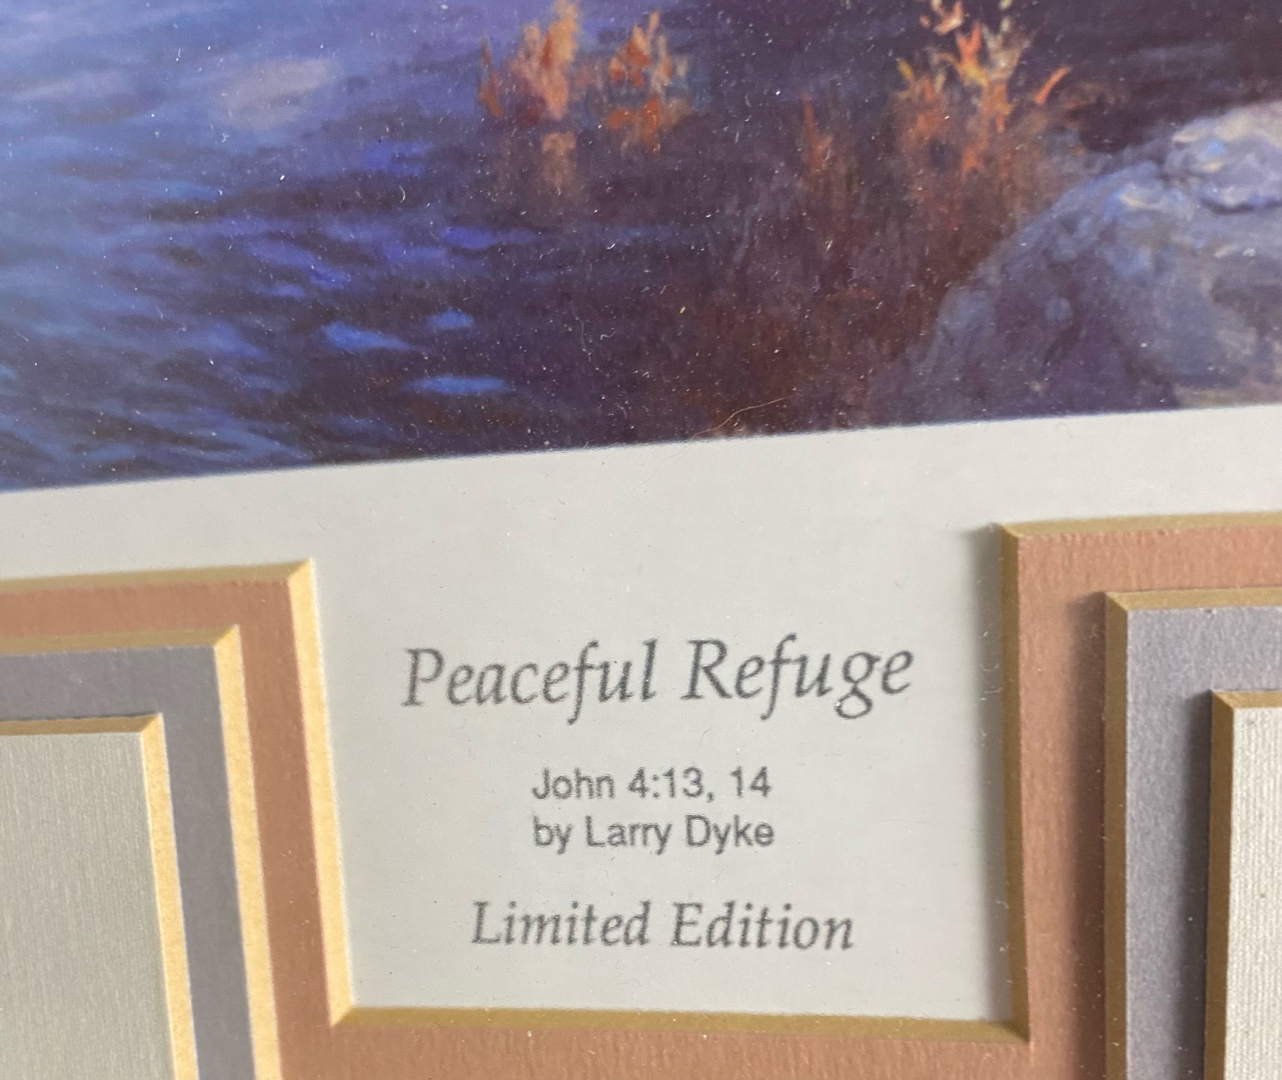 Peaceful Refuge
John 4:13, 14
by Larry Dyke
Limited Edition